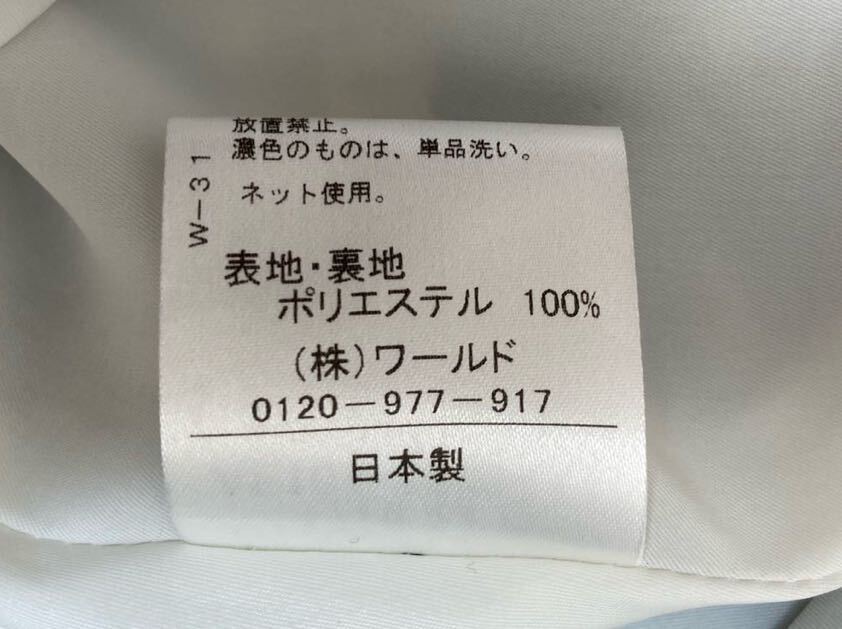 放置禁止。
濃色のものは、単品洗い。
ネット使用。
W-31
表地・裏地
ポリエステル 100%
(株)ワールド
0120-977-917
日本製